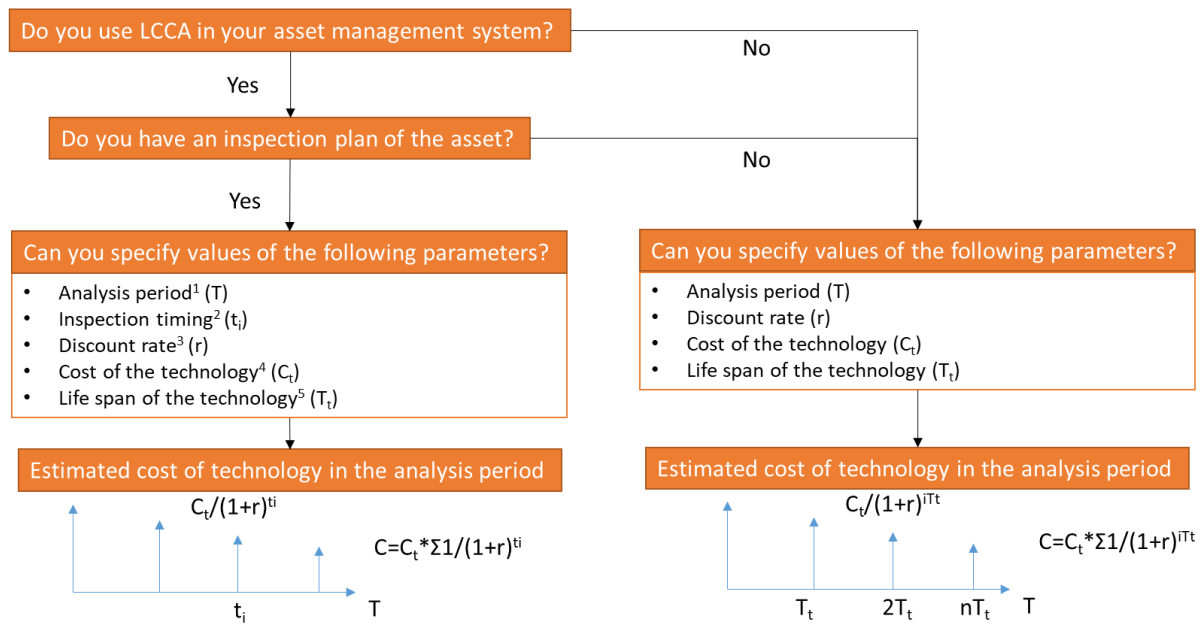 Do you use LCCA in your asset management system?
No
Yes
Do you have an inspection plan of the asset?
No
Yes
Can you specify values of the following parameters?
• Analysis period¹ (T)
• Inspection timing² (tᵢ)
• Discount rate³ (r)
• Cost of the technology⁴ (Cₜ)
• Life span of the technology⁵ (Tₜ)
Estimated cost of technology in the analysis period
Cₜ/(1+r)ᵗⁱ
C=Cₜ*Σ1/(1+r)ᵗⁱ
tᵢ
T
Can you specify values of the following parameters?
• Analysis period (T)
• Discount rate (r)
• Cost of the technology (Cₜ)
• Life span of the technology (Tₜ)
Estimated cost of technology in the analysis period
Cₜ/(1+r)ⁱᵀᵗ
C=Cₜ*Σ1/(1+r)ⁱᵀᵗ
Tₜ
2Tₜ
nTₜ
T